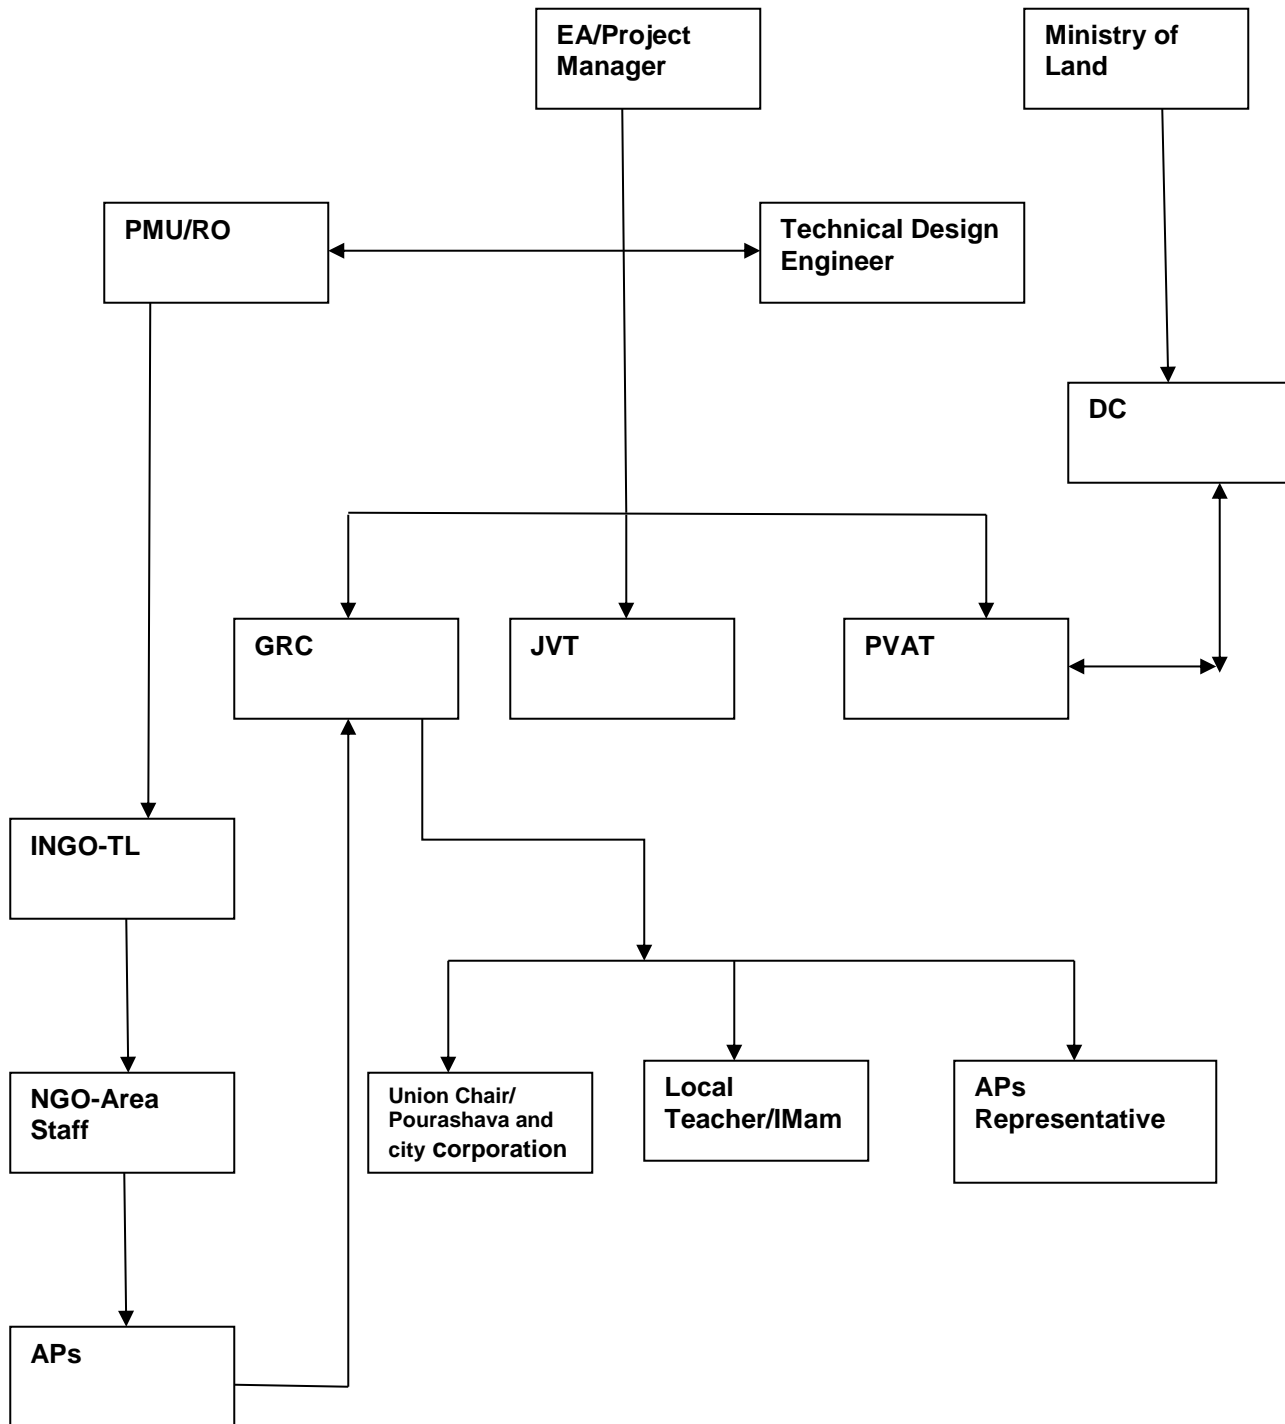 EA/Project
Manager
Ministry of
Land
PMU/RO
Technical Design
Engineer
DC
GRC
JVT
PVAT
INGO-TL
NGO-Area
Staff
Union Chair/
Pourashava and
city corporation
Local
Teacher/IMam
APs
Representative
APs